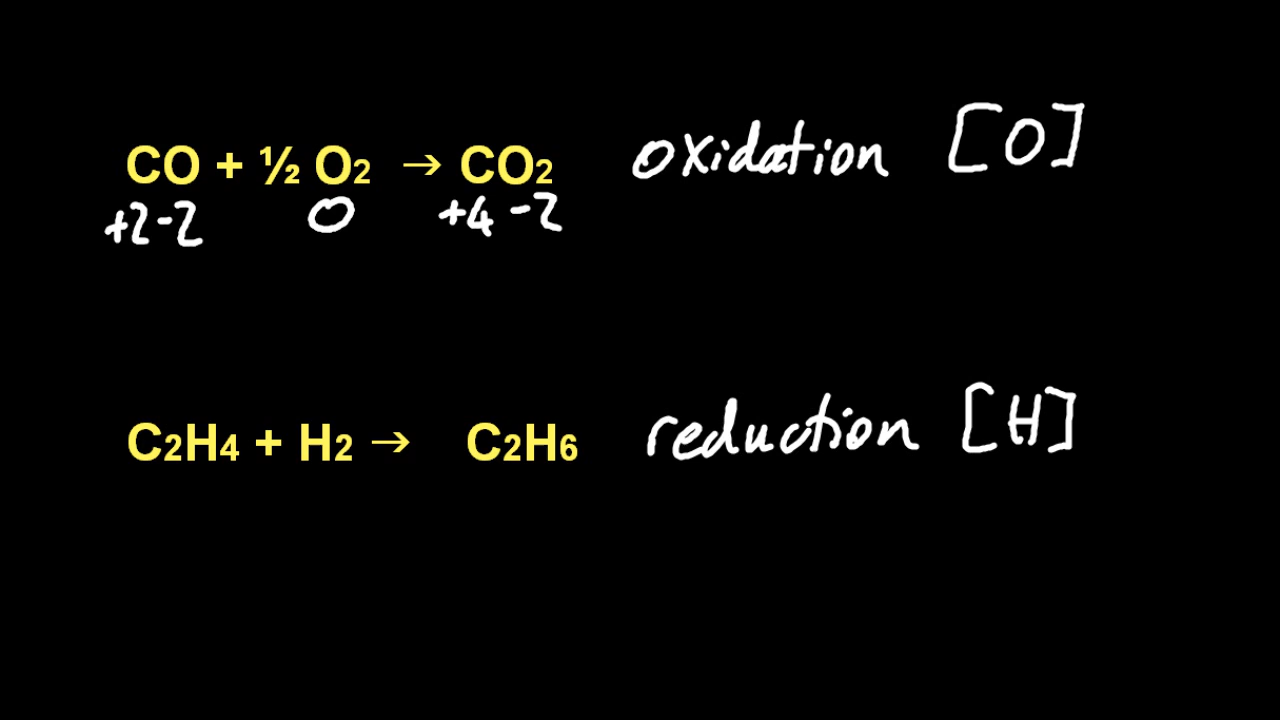 CO + ½ O2 → CO2 oxidation [O]
+2 -2 0 +4 -2
C2H4 + H2 → C2H6 reduction [H]